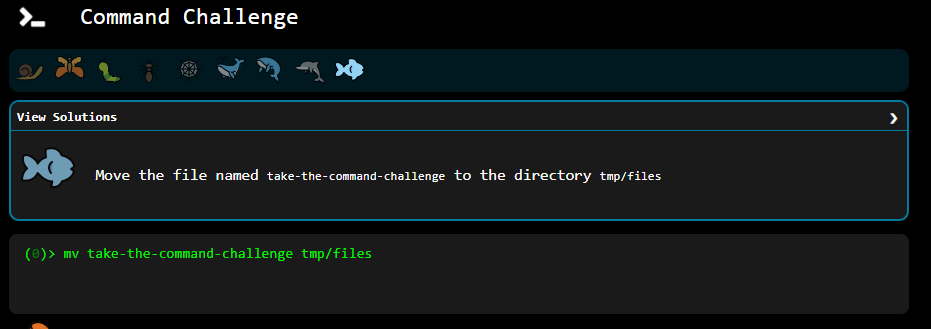 Command Challenge
View Solutions
Move the file named take-the-command-challenge to the directory tmp/files
(0)> mv take-the-command-challenge tmp/files